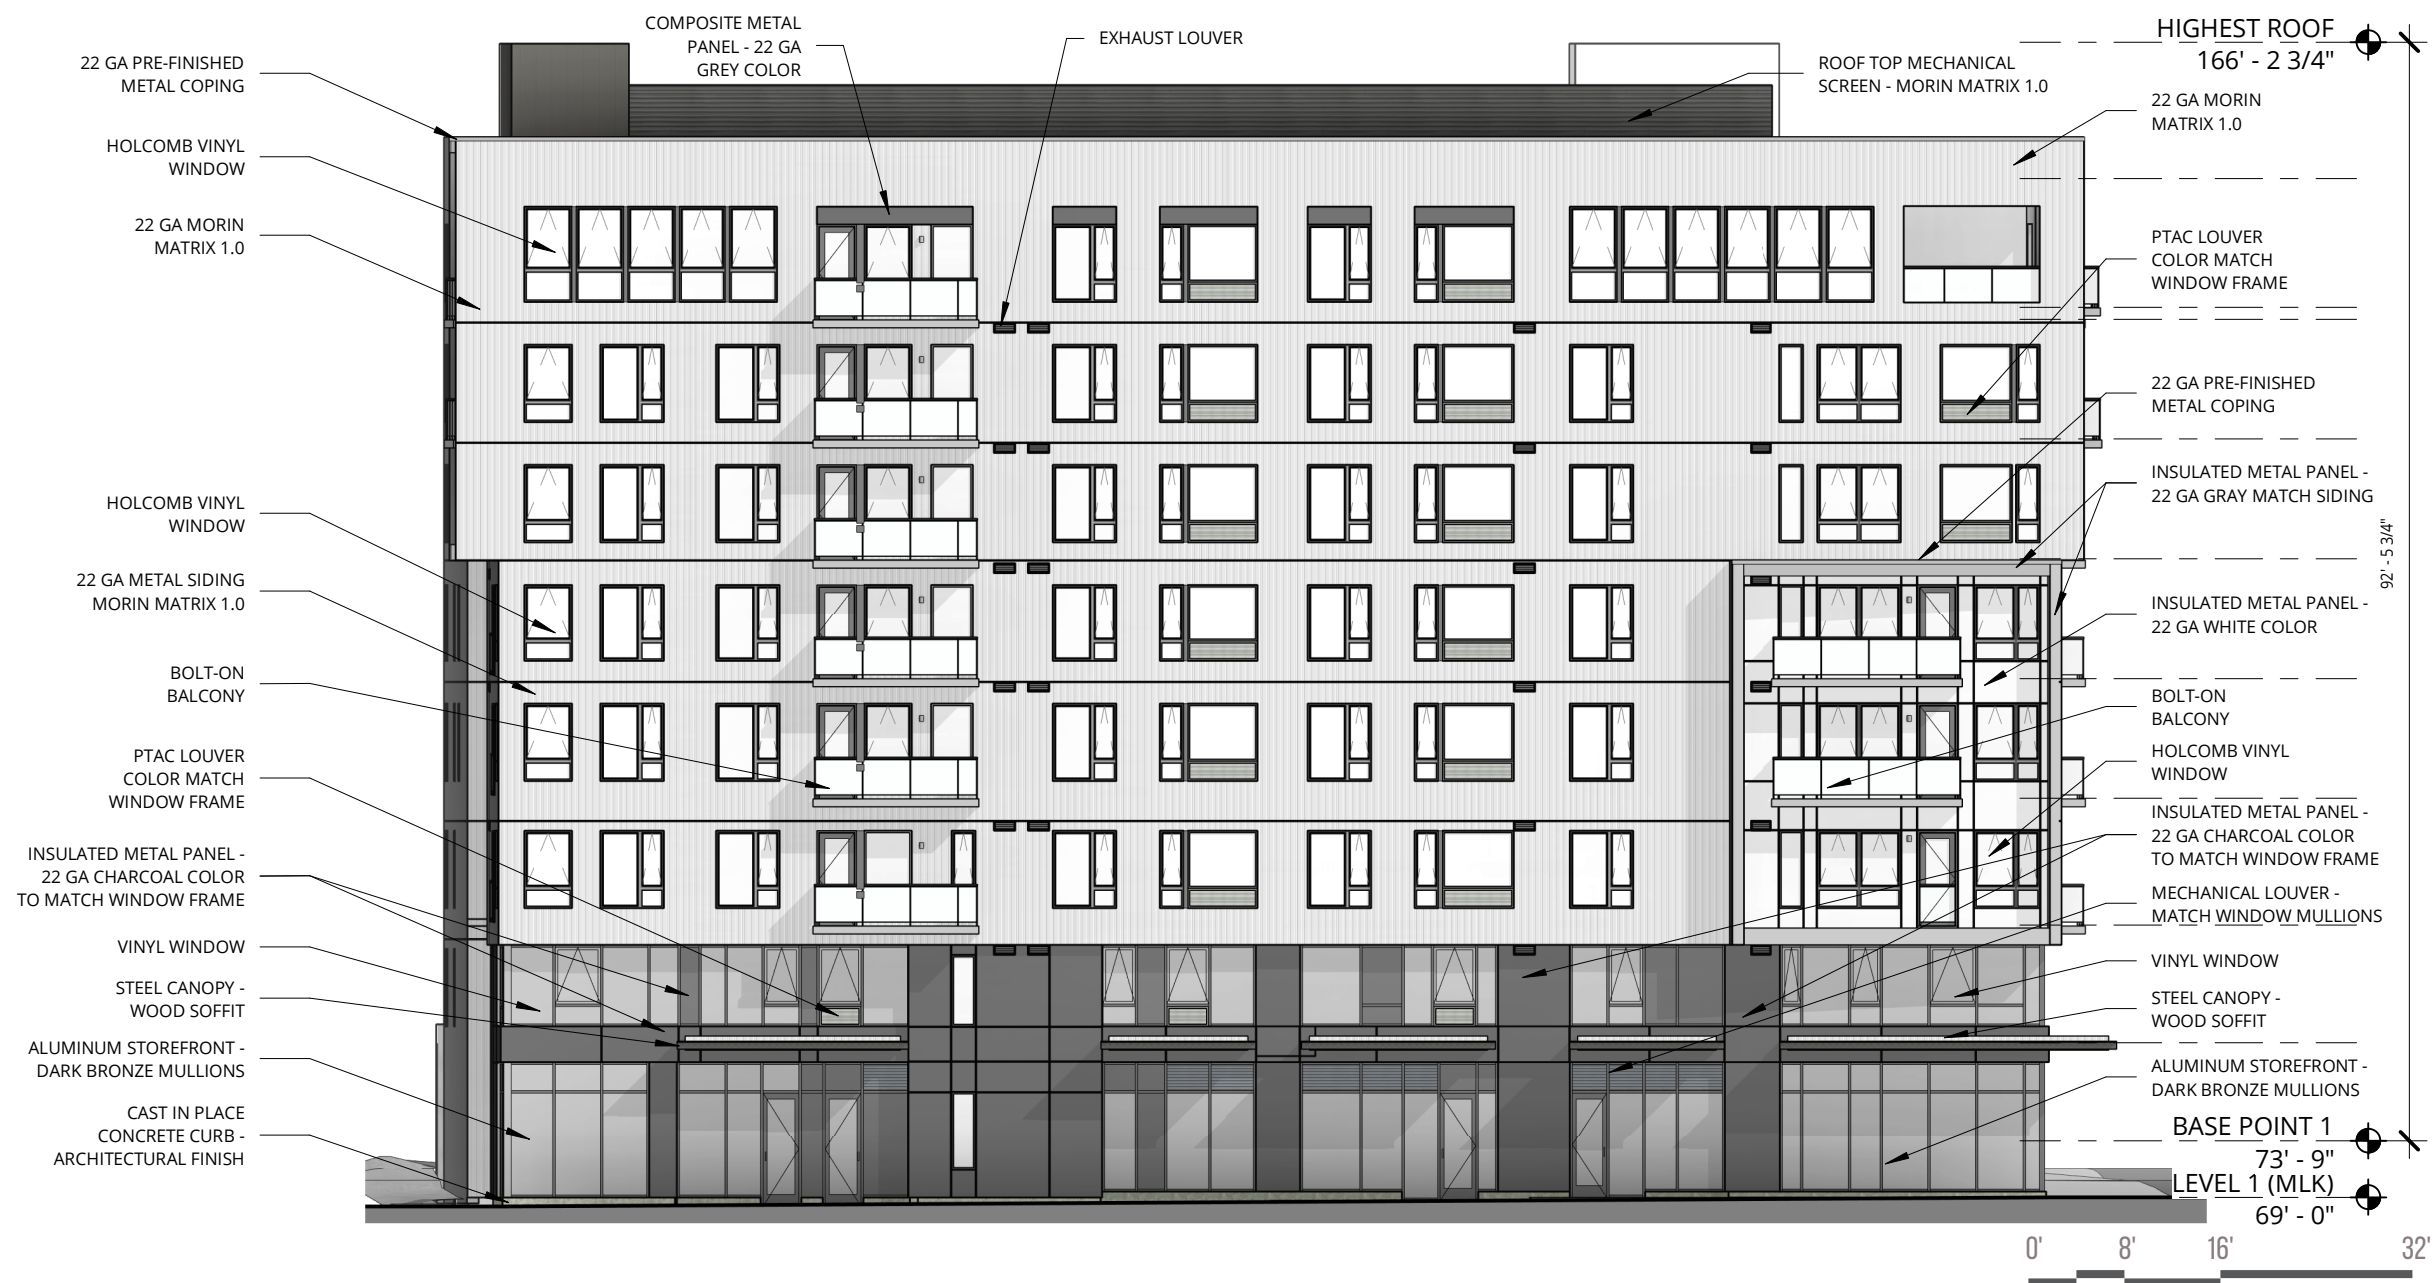 COMPOSITE METAL
PANEL - 22 GA
GREY COLOR
EXHAUST LOUVER
22 GA PRE-FINISHED
METAL COPING
HOLCOMB VINYL
WINDOW
22 GA MORIN
MATRIX 1.0
HOLCOMB VINYL
WINDOW
22 GA METAL SIDING
MORIN MATRIX 1.0
BOLT-ON
BALCONY
PTAC LOUVER
COLOR MATCH
WINDOW FRAME
INSULATED METAL PANEL -
22 GA CHARCOAL COLOR
TO MATCH WINDOW FRAME
VINYL WINDOW
STEEL CANOPY -
WOOD SOFFIT
ALUMINUM STOREFRONT -
DARK BRONZE MULLIONS
CAST IN PLACE
CONCRETE CURB -
ARCHITECTURAL FINISH
HIGHEST ROOF
166' - 2 3/4"
ROOF TOP MECHANICAL
SCREEN - MORIN MATRIX 1.0
22 GA MORIN
MATRIX 1.0
PTAC LOUVER
COLOR MATCH
WINDOW FRAME
22 GA PRE-FINISHED
METAL COPING
INSULATED METAL PANEL -
22 GA GRAY MATCH SIDING
92' - 5 3/4"
INSULATED METAL PANEL -
22 GA WHITE COLOR
BOLT-ON
BALCONY
HOLCOMB VINYL
WINDOW
INSULATED METAL PANEL -
22 GA CHARCOAL COLOR
TO MATCH WINDOW FRAME
MECHANICAL LOUVER -
MATCH WINDOW MULLIONS
VINYL WINDOW
STEEL CANOPY -
WOOD SOFFIT
ALUMINUM STOREFRONT -
DARK BRONZE MULLIONS
BASE POINT 1
73' - 9"
LEVEL 1 (MLK)
69' - 0"
0' 8' 16' 32'